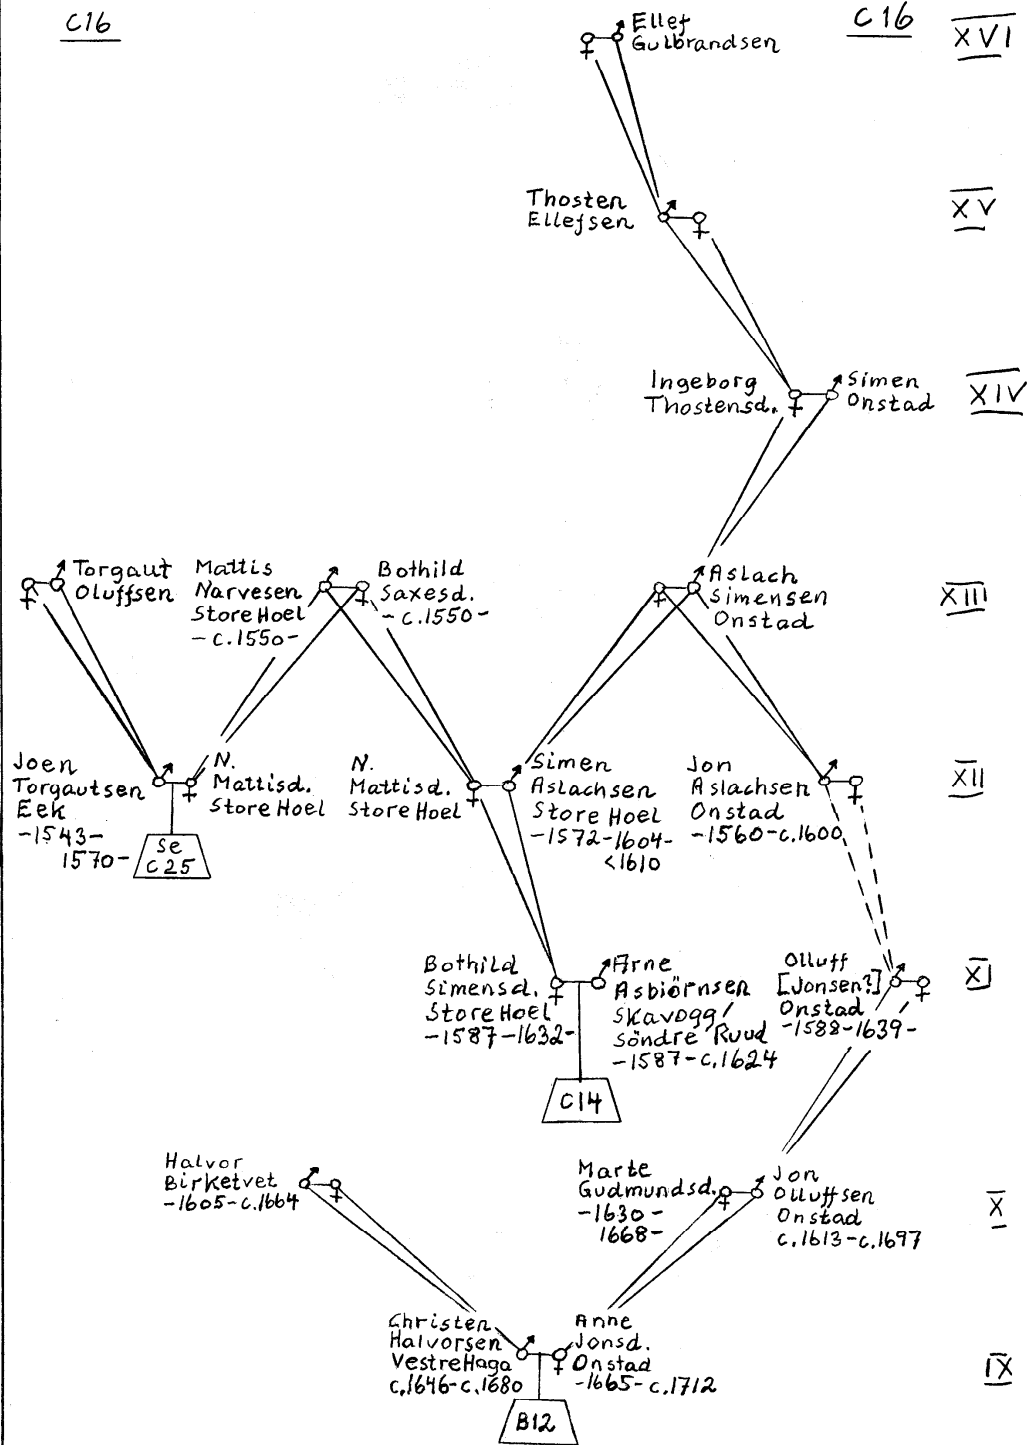 C16
C16
XVI
Ellef
Gulbrandsen
XV
Thosten
Ellefsen
XIV
Ingeborg
Thostensd.
Simen
Onstad
XIII
Torgaut
Oluffsen
Mattis
Narvesen
Store Hoel
-c.1550-
Bothild
Saxesd.
-c.1550-
Aslach
Simensen
Onstad
XII
Joen
Torgautsen
Eek
-1543-
1570-
N.
Mattisd.
Store Hoel
Se
C25
N.
Mattisd.
Store Hoel
Simen
Aslachsen
Store Hoel
-1572-1604-
<1610
Jon
Aslachsen
Onstad
-1560-c.1600
XI
Bothild
Simensd.
Store Hoel
-1587-1632-
Arne
Asbiörnsen
Skavogg/
Söndre Ruud
-1587-c.1624
Olluff
[Jonsen?]
Onstad
-1588-1639-
C14
X
Halvor
Birketvet
-1605-c.1664
Marte
Gudmundsd.
-1630-
1668-
Jon
Olluffsen
Onstad
c.1613-c.1697
IX
Christen
Halvorsen
Vestre Haga
c.1646-c.1680
Anne
Jonsd.
Onstad
-1665-c.1712
B12